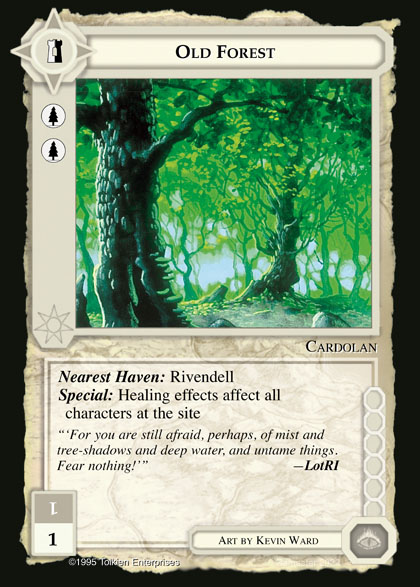 OLD FOREST
CARDOLAN
Nearest Haven: Rivendell
Special: Healing effects affect all
characters at the site
“‘For you are still afraid, perhaps, of mist and
tree-shadows and deep water, and untame things.
Fear nothing!’” —LotRI
1
1
ART BY KEVIN WARD
©1995 Tolkien Enterprises